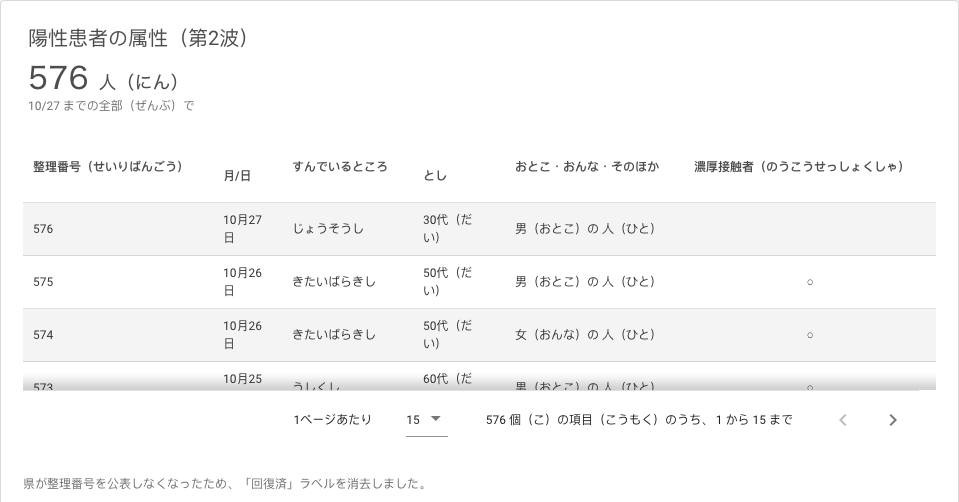 陽性患者の属性（第2波）
576 人（にん）
10/27 までの全部（ぜんぶ）で
整理番号（せいりばんごう） 月/日 すんでいるところ とし おとこ・おんな・そのほか 濃厚接触者（のうこうせっしょくしゃ）
576 10月27日 じょうそうし 30代（だい） 男（おとこ）の 人（ひと）
575 10月26日 きたいばらきし 50代（だい） 男（おとこ）の 人（ひと） ○
574 10月26日 きたいばらきし 50代（だい） 女（おんな）の 人（ひと） ○
573 10月25 うしくし 60代（だ 男（おとこ）の 人（ひと） ○
1ページあたり 15 576 個（こ）の項目（こうもく）のうち、1 から 15 まで
県が整理番号を公表しなくなったため、「回復済」ラベルを消去しました。